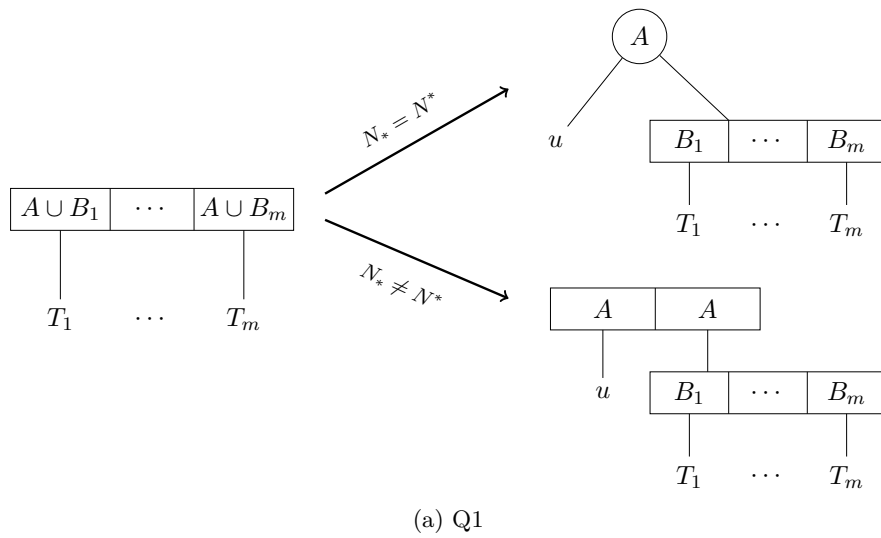 A
N_* = N^*
u
B_1 ⋯ B_m
T_1 ⋯ T_m
A ∪ B_1 ⋯ A ∪ B_m
T_1 ⋯ T_m
N_* ≠ N^*
A A
u
B_1 ⋯ B_m
T_1 ⋯ T_m
(a) Q1